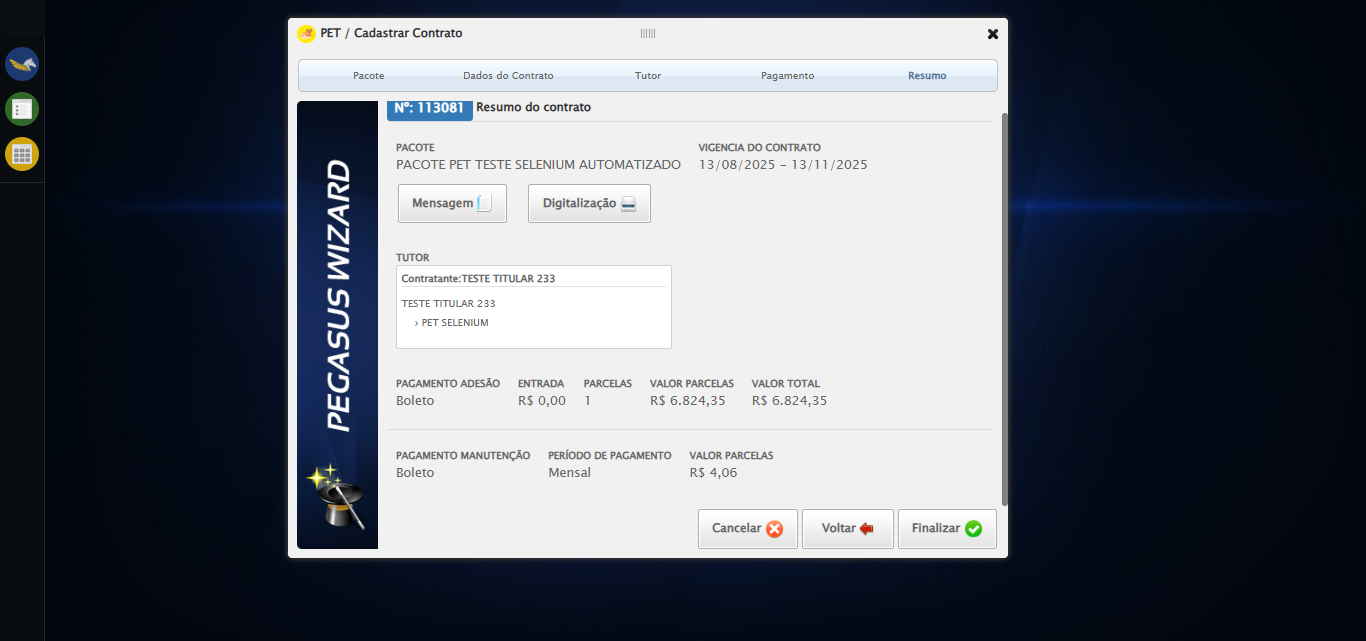 PET / Cadastrar Contrato
Pacote Dados do Contrato Tutor Pagamento Resumo
PEGASUS WIZARD
Nº: 113081 Resumo do contrato
PACOTE VIGENCIA DO CONTRATO
PACOTE PET TESTE SELENIUM AUTOMATIZADO 13/08/2025 - 13/11/2025
Mensagem Digitalização
TUTOR
Contratante:TESTE TITULAR 233
TESTE TITULAR 233
› PET SELENIUM
PAGAMENTO ADESÃO ENTRADA PARCELAS VALOR PARCELAS VALOR TOTAL
Boleto R$ 0,00 1 R$ 6.824,35 R$ 6.824,35
PAGAMENTO MANUTENÇÃO PERÍODO DE PAGAMENTO VALOR PARCELAS
Boleto Mensal R$ 4,06
Cancelar Voltar Finalizar